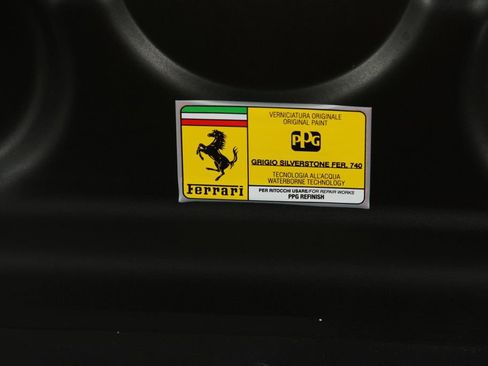 VERNICIATURA ORIGINALE
ORIGINAL PAINT
PPG
GRIGIO SILVERSTONE FER. 740
TECNOLOGIA ALL'ACQUA
WATERBORNE TECHNOLOGY
Ferrari
PER RITOCCHI USARE/FOR REPAIR WORKS
PPG REFINISH